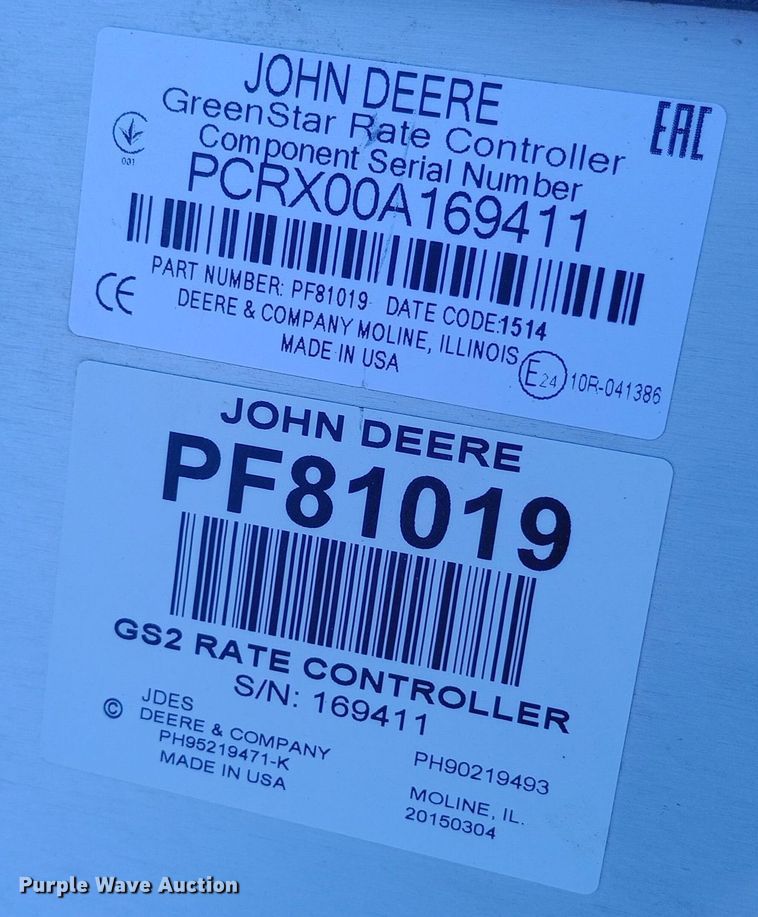 JOHN DEERE
EAC
GreenStar Rate Controller
Component Serial Number
PCRX00A169411
001
PART NUMBER: PF81019 DATE CODE:1514
CE
DEERE & COMPANY MOLINE, ILLINOIS
MADE IN USA
E24 10R-041386
JOHN DEERE
PF81019
GS2 RATE CONTROLLER
S/N: 169411
© JDES
DEERE & COMPANY
PH95219471-K
MADE IN USA
PH90219493
MOLINE, IL.
20150304
Purple Wave Auction